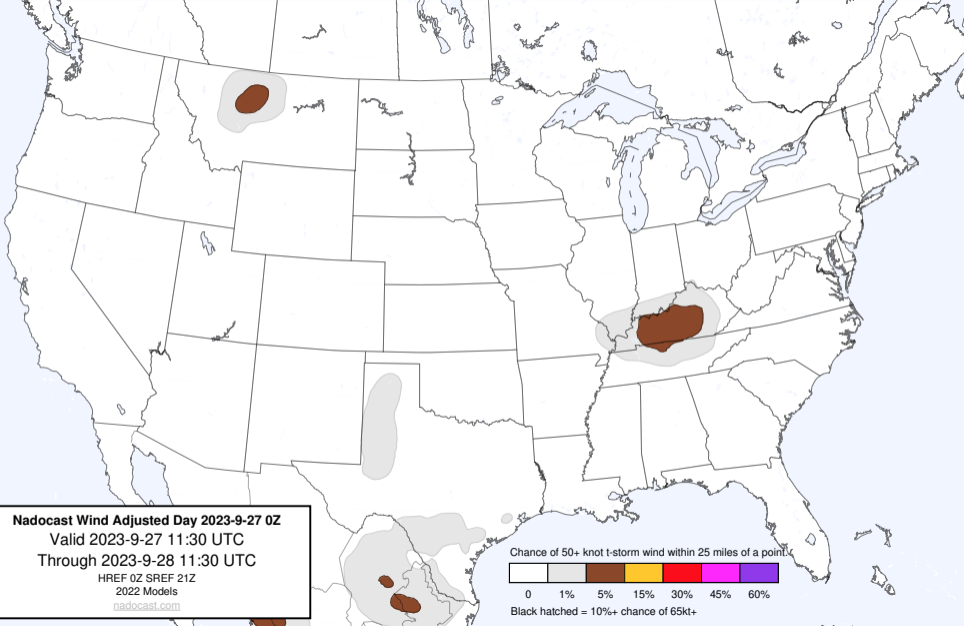 Nadocast Wind Adjusted Day 2023-9-27 0Z
Valid 2023-9-27 11:30 UTC
Through 2023-9-28 11:30 UTC
HREF 0Z SREF 21Z
2022 Models
nadocast.com
Chance of 50+ knot t-storm wind within 25 miles of a point.
0 1% 5% 15% 30% 45% 60%
Black hatched = 10%+ chance of 65kt+